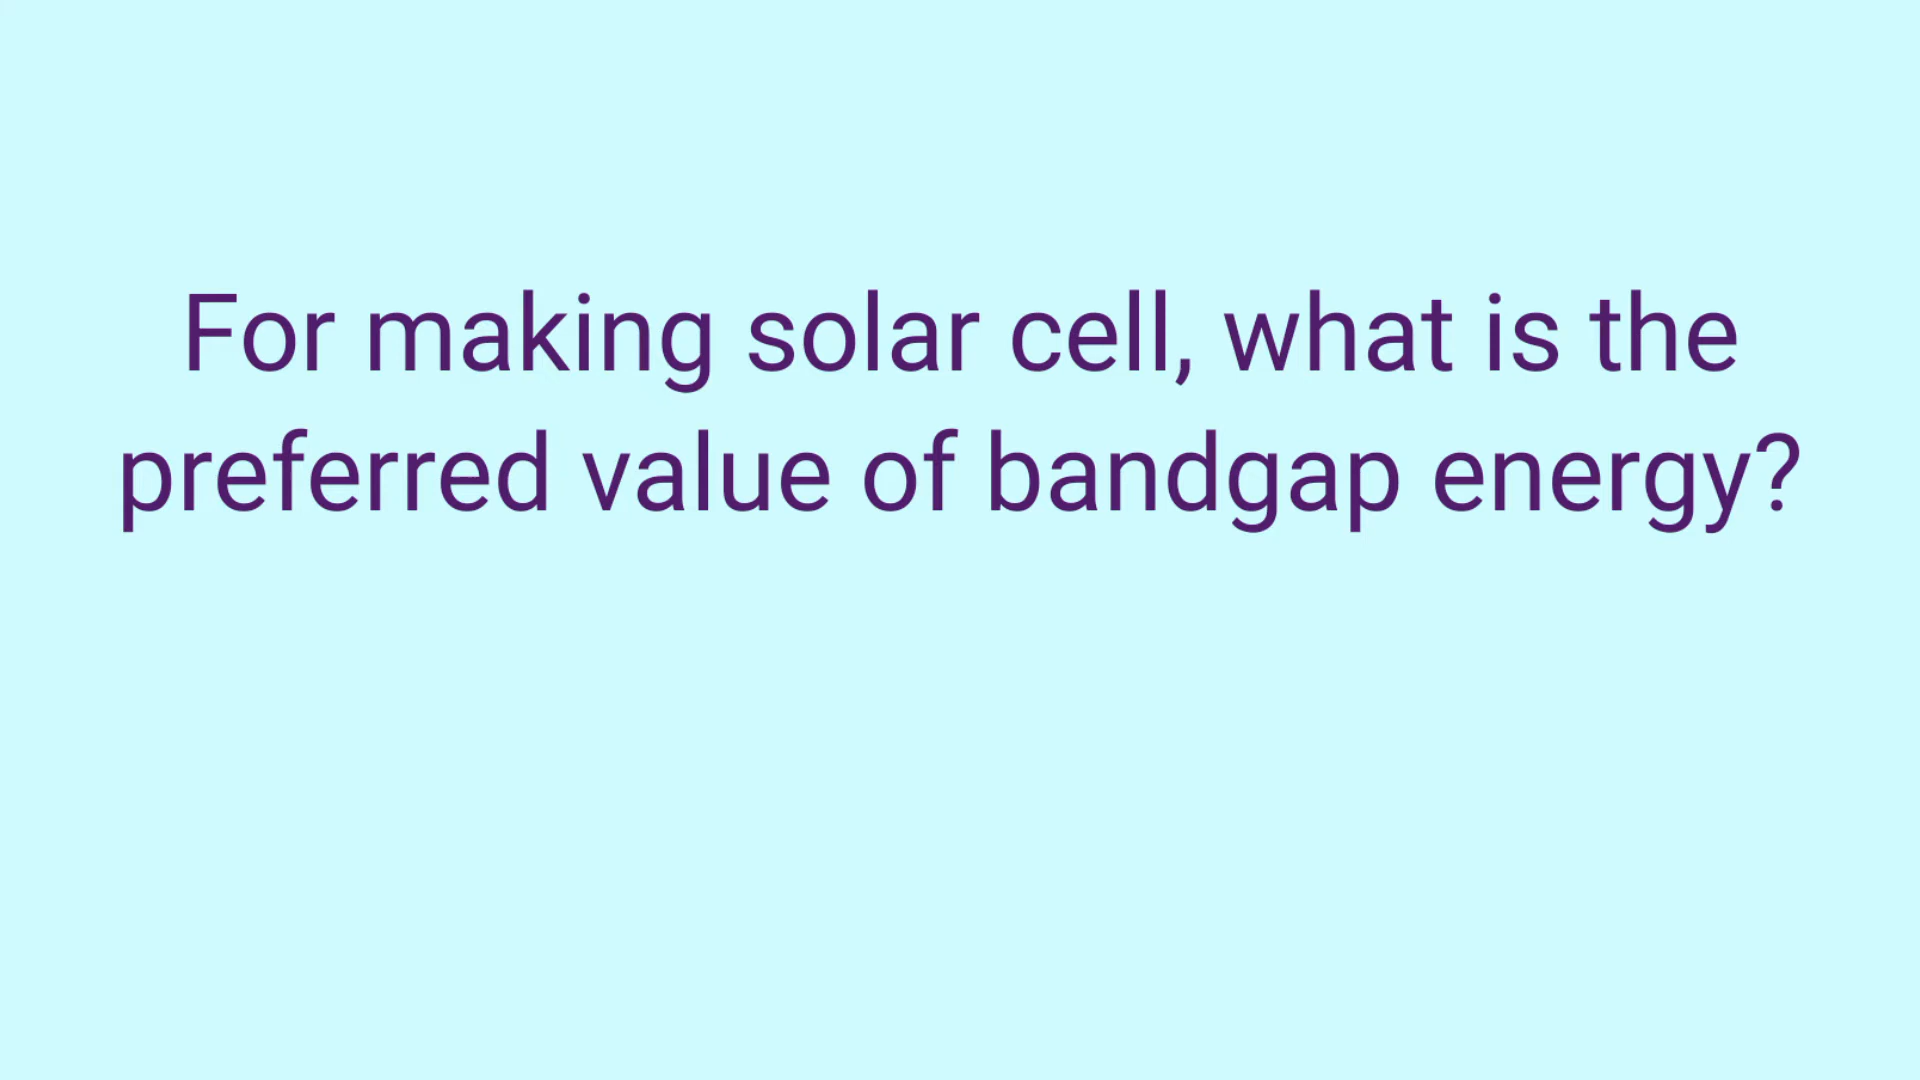 For making solar cell, what is the
preferred value of bandgap energy?